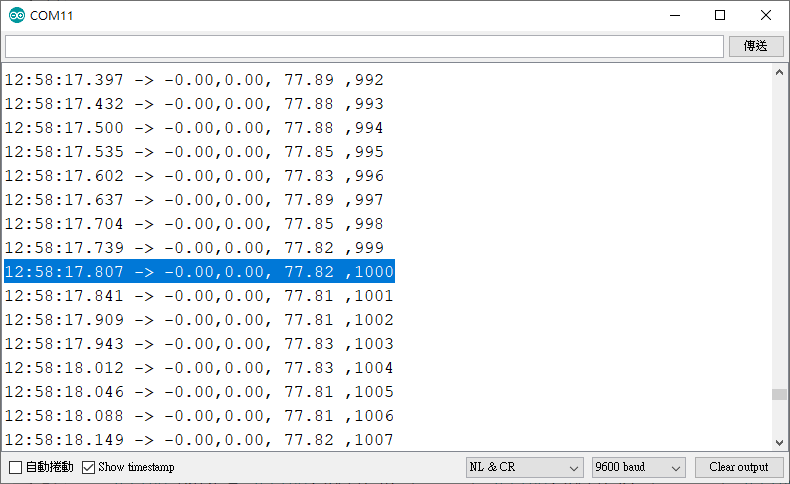 COM11
傳送
12:58:17.397 -> -0.00,0.00, 77.89 ,992
12:58:17.432 -> -0.00,0.00, 77.88 ,993
12:58:17.500 -> -0.00,0.00, 77.88 ,994
12:58:17.535 -> -0.00,0.00, 77.85 ,995
12:58:17.602 -> -0.00,0.00, 77.83 ,996
12:58:17.637 -> -0.00,0.00, 77.89 ,997
12:58:17.704 -> -0.00,0.00, 77.85 ,998
12:58:17.739 -> -0.00,0.00, 77.82 ,999
12:58:17.807 -> -0.00,0.00, 77.82 ,1000
12:58:17.841 -> -0.00,0.00, 77.81 ,1001
12:58:17.909 -> -0.00,0.00, 77.81 ,1002
12:58:17.943 -> -0.00,0.00, 77.83 ,1003
12:58:18.012 -> -0.00,0.00, 77.83 ,1004
12:58:18.046 -> -0.00,0.00, 77.81 ,1005
12:58:18.088 -> -0.00,0.00, 77.81 ,1006
12:58:18.149 -> -0.00,0.00, 77.82 ,1007
自動捲動 Show timestamp NL & CR 9600 baud Clear output